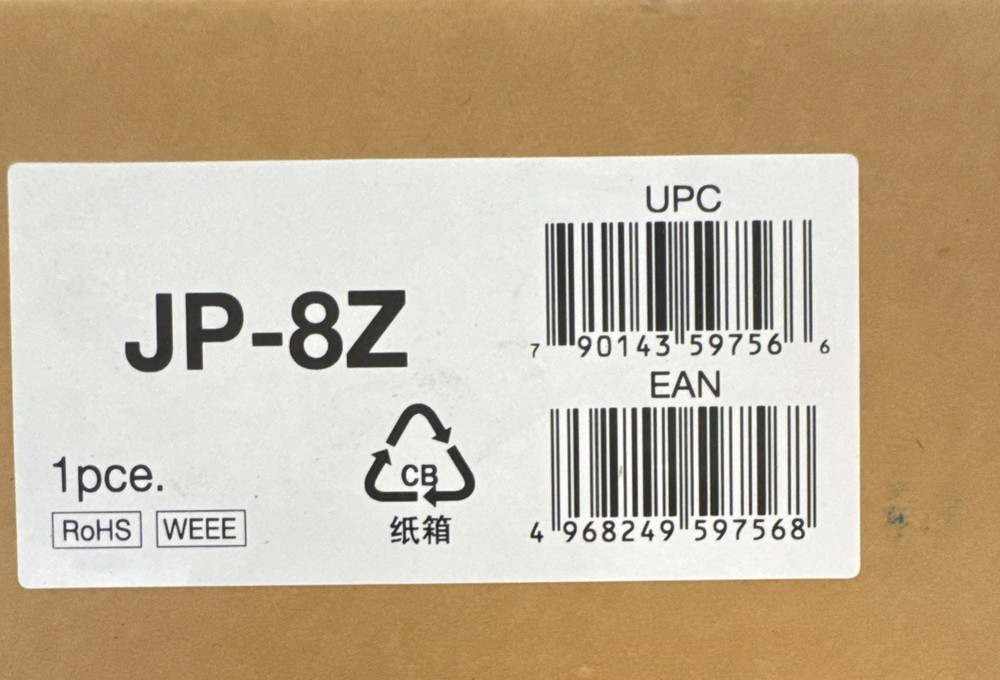 JP-8Z
1pce.
RoHS WEEE
CB
纸箱
UPC
7 90143 59756 6
EAN
4 968249 597568